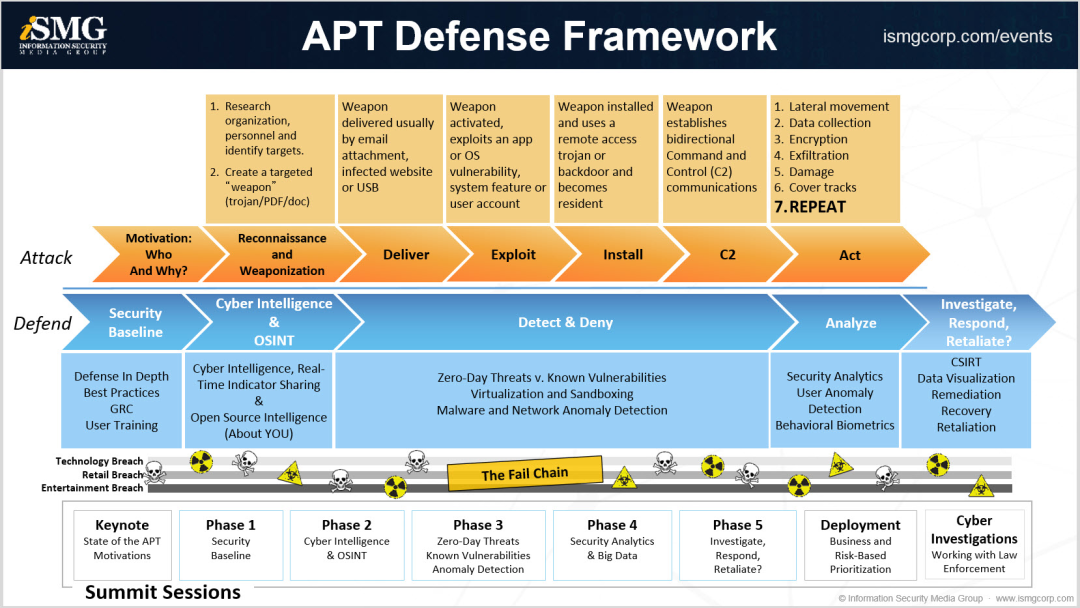 iSMG
INFORMATION SECURITY
MEDIA GROUP
APT Defense Framework
ismgcorp.com/events
1. Research
organization,
personnel and
identify targets.
2. Create a targeted
"weapon"
(trojan/PDF/doc)
Weapon
delivered usually
by email
attachment,
infected website
or USB
Weapon
activated,
exploits an app
or OS
vulnerability,
system feature or
user account
Weapon installed
and uses a
remote access
trojan or
backdoor and
becomes
resident
Weapon
establishes
bidirectional
Command and
Control (C2)
communications
1. Lateral movement
2. Data collection
3. Encryption
4. Exfiltration
5. Damage
6. Cover tracks
7. REPEAT
Attack
Motivation:
Who
And Why?
Reconnaissance
and
Weaponization
Deliver
Exploit
Install
C2
Act
Defend
Security
Baseline
Cyber Intelligence
&
OSINT
Detect & Deny
Analyze
Investigate,
Respond,
Retaliate?
Defense In Depth
Best Practices
GRC
User Training
Cyber Intelligence, Real-
Time Indicator Sharing
&
Open Source Intelligence
(About YOU)
Zero-Day Threats v. Known Vulnerabilities
Virtualization and Sandboxing
Malware and Network Anomaly Detection
Security Analytics
User Anomaly
Detection
Behavioral Biometrics
CSIRT
Data Visualization
Remediation
Recovery
Retaliation
Technology Breach
Retail Breach
Entertainment Breach
The Fail Chain
Keynote
State of the APT
Motivations
Phase 1
Security
Baseline
Phase 2
Cyber Intelligence
& OSINT
Phase 3
Zero-Day Threats
Known Vulnerabilities
Anomaly Detection
Phase 4
Security Analytics
& Big Data
Phase 5
Investigate,
Respond,
Retaliate?
Deployment
Business and
Risk-Based
Prioritization
Cyber
Investigations
Working with Law
Enforcement
Summit Sessions
© Information Security Media Group · www.ismgcorp.com